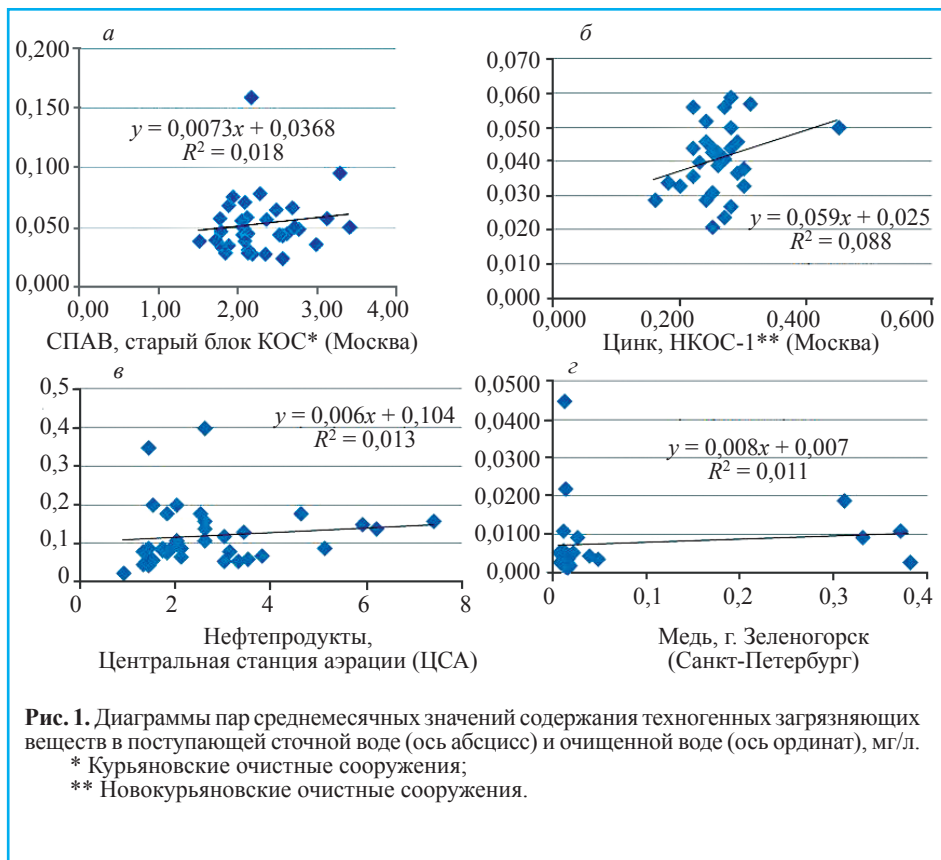 а
0,200
0,150
0,100
0,050
0,000
y = 0,0073x + 0,0368
R² = 0,018
0,00 1,00 2,00 3,00 4,00
СПАВ, старый блок КОС* (Москва)
б
0,070
0,060
0,050
0,040
0,030
0,020
0,010
0,000
y = 0,059x + 0,025
R² = 0,088
0,000 0,200 0,400 0,600
Цинк, НКОС-1** (Москва)
в
0,5
0,4
0,3
0,2
0,1
0
y = 0,006x + 0,104
R² = 0,013
0 2 4 6 8
Нефтепродукты,
Центральная станция аэрации (ЦСА)
г
0,0500
0,0400
0,0300
0,0200
0,0100
0,000
y = 0,008x + 0,007
R² = 0,011
0 0,1 0,2 0,3 0,4
Медь, г. Зеленогорск
(Санкт-Петербург)
Рис. 1. Диаграммы пар среднемесячных значений содержания техногенных загрязняющих
веществ в поступающей сточной воде (ось абсцисс) и очищенной воде (ось ординат), мг/л.
* Курьяновские очистные сооружения;
** Новокурьяновские очистные сооружения.